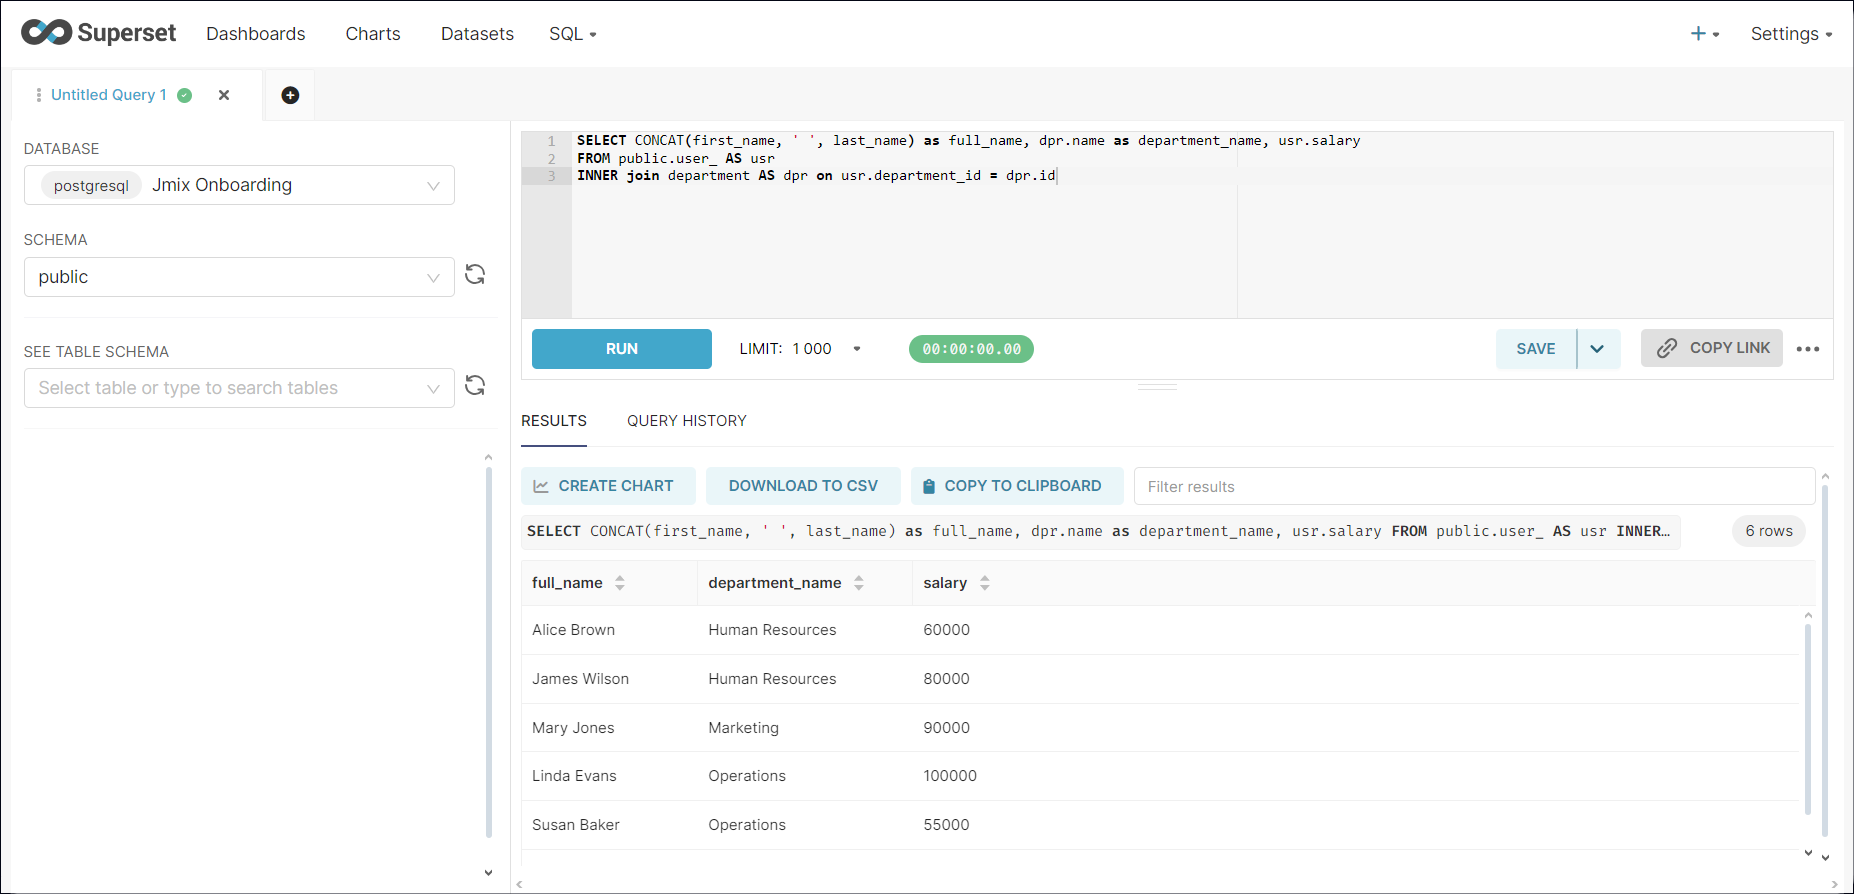 Superset Dashboards Charts Datasets SQL + Settings
Untitled Query 1
DATABASE
postgresql Jmix Onboarding
SCHEMA
public
SEE TABLE SCHEMA
Select table or type to search tables
1 SELECT CONCAT(first_name, ' ', last_name) as full_name, dpr.name as department_name, usr.salary
2 FROM public.user_ AS usr
3 INNER join department AS dpr on usr.department_id = dpr.id
RUN LIMIT: 1 000 00:00:00.00 SAVE COPY LINK
RESULTS QUERY HISTORY
CREATE CHART DOWNLOAD TO CSV COPY TO CLIPBOARD Filter results
SELECT CONCAT(first_name, ' ', last_name) as full_name, dpr.name as department_name, usr.salary FROM public.user_ AS usr INNER… 6 rows
full_name department_name salary
Alice Brown Human Resources 60000
James Wilson Human Resources 80000
Mary Jones Marketing 90000
Linda Evans Operations 100000
Susan Baker Operations 55000